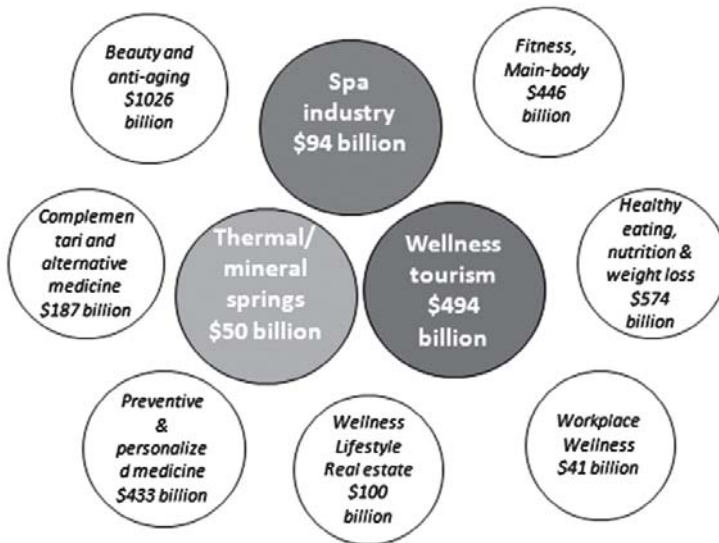 Beauty and
anti-aging
$1026
billion
Spa
industry
$94 billion
Fitness,
Main-body
$446
billion
Complemen
tari and
alternative
medicine
$187 billion
Thermal/
mineral
springs
$50 billion
Wellness
tourism
$494
billion
Healthy
eating,
nutrition &
weight loss
$574
billion
Preventive
&
personalize
d medicine
$433 billion
Wellness
Lifestyle
Real estate
$100
billion
Workplace
Wellness
$41 billion